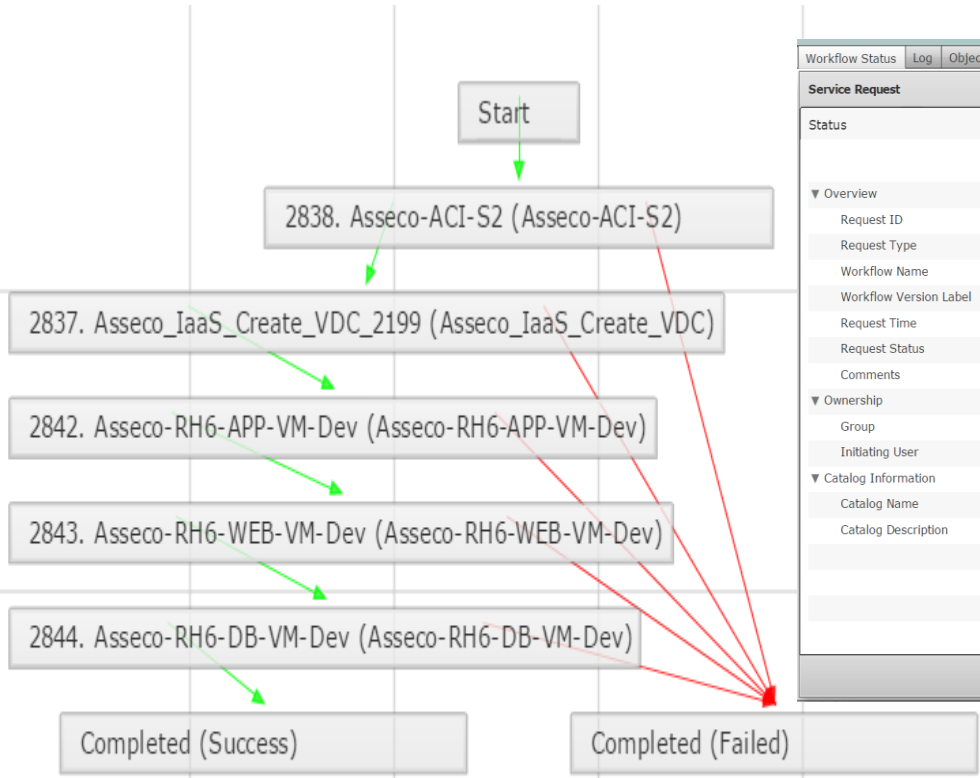 Start
2838. Asseco-ACI-S2 (Asseco-ACI-S2)
2837. Asseco_IaaS_Create_VDC_2199 (Asseco_IaaS_Create_VDC)
2842. Asseco-RH6-APP-VM-Dev (Asseco-RH6-APP-VM-Dev)
2843. Asseco-RH6-WEB-VM-Dev (Asseco-RH6-WEB-VM-Dev)
2844. Asseco-RH6-DB-VM-Dev (Asseco-RH6-DB-VM-Dev)
Completed (Success)
Completed (Failed)
Workflow Status Log Objec
Service Request
Status
Overview
Request ID
Request Type
Workflow Name
Workflow Version Label
Request Time
Request Status
Comments
Ownership
Group
Initiating User
Catalog Information
Catalog Name
Catalog Description